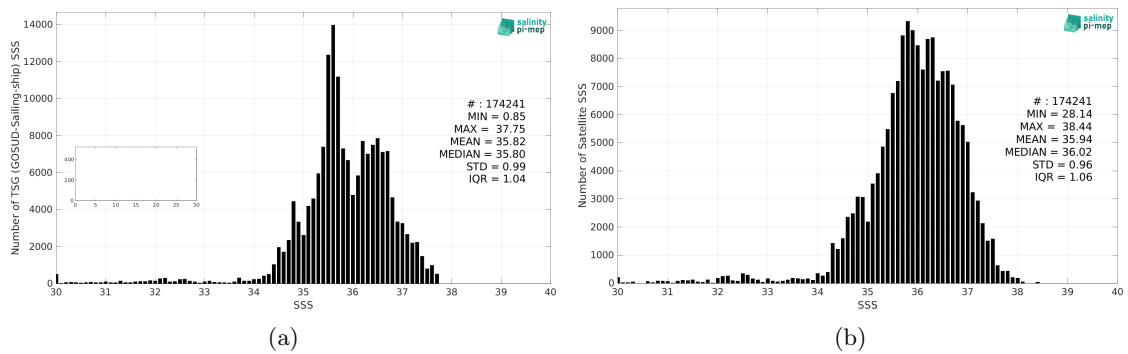 salinity
pi-mep
Number of TSG (GOSUD-Sailing-ship) SSS
14000
12000
10000
8000
6000
4000
2000
0
# : 174241
MIN = 0.85
MAX = 37.75
MEAN = 35.82
MEDIAN = 35.80
STD = 0.99
IQR = 1.04
400
200
0
0 5 10 15 20 25 30
30 31 32 33 34 35 36 37 38 39 40
SSS
(a)
salinity
pi-mep
Number of Satellite SSS
9000
8000
7000
6000
5000
4000
3000
2000
1000
0
# : 174241
MIN = 28.14
MAX = 38.44
MEAN = 35.94
MEDIAN = 36.02
STD = 0.96
IQR = 1.06
30 31 32 33 34 35 36 37 38 39 40
SSS
(b)